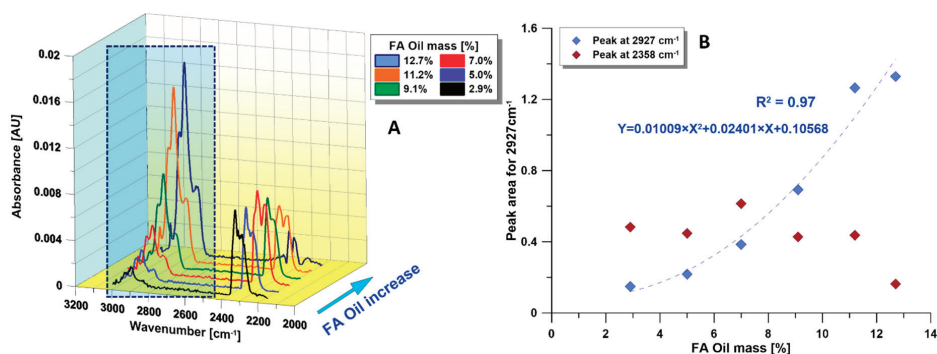 FA Oil mass [%]
12.7%
7.0%
11.2%
5.0%
9.1%
2.9%
A
Absorbance [AU]
0.02
0.016
0.012
0.008
0.004
0
3200
3000
2800
2600
2400
2200
2000
Wavenumber [cm⁻¹]
FA Oil increase
B
Peak at 2927 cm⁻¹
Peak at 2358 cm⁻¹
R² = 0.97
Y=0.01009×X²+0.02401×X+0.10568
Peak area for 2927cm⁻¹
1.6
1.2
0.8
0.4
0
0
2
4
6
8
10
12
14
FA Oil mass [%]